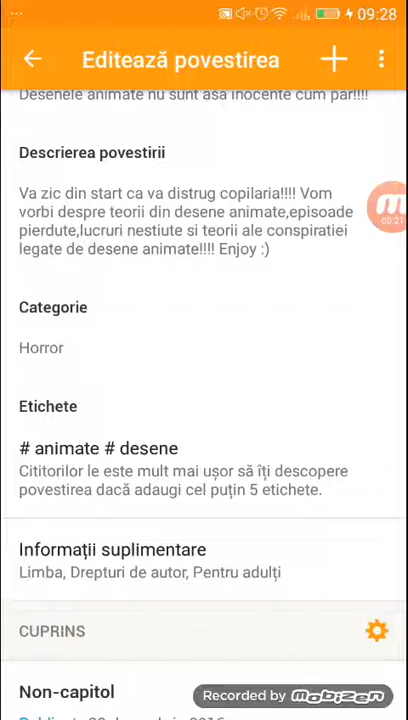 09:28
Editează povestirea
Desenele animate nu sunt asa inocente cum par!!!!
Descrierea povestirii
Va zic din start ca va distrug copilaria!!!! Vom
vorbi despre teorii din desene animate,episoade
pierdute,lucruri nestiute si teorii ale conspiratiei
legate de desene animate!!!! Enjoy :)
00:21
Categorie
Horror
Etichete
# animate # desene
Cititorilor le este mult mai ușor să îți descopere
povestirea dacă adaugi cel puțin 5 etichete.
Informații suplimentare
Limba, Drepturi de autor, Pentru adulți
CUPRINS
Non-capitol
Recorded by mobizen